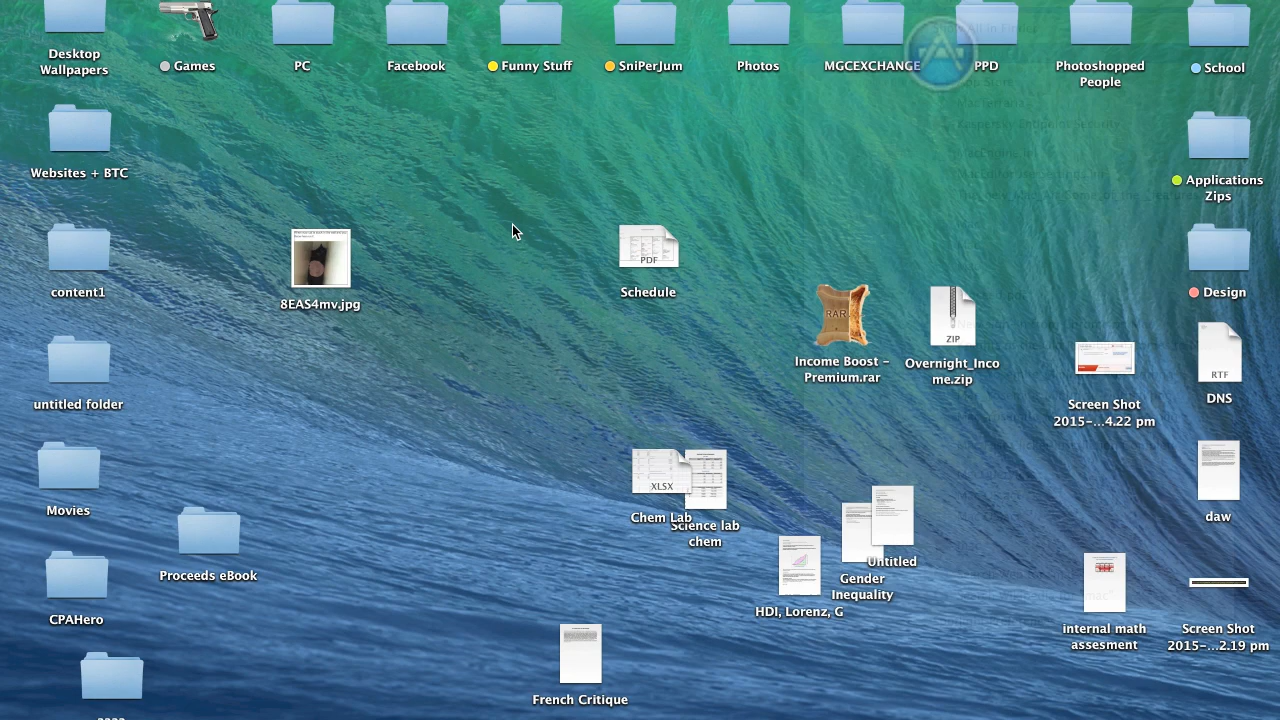 Desktop
Wallpapers
Games
PC
Facebook
Funny Stuff
SniPerJum
Photos
MGCEXCHANGE
PPD
Photoshopped
People
School
Websites + BTC
Applications
Zips
content1
8EAS4mv.jpg
PDF
Schedule
RAR
Income Boost -
Premium.rar
ZIP
Overnight_Inco
me.zip
Design
untitled folder
Screen Shot
2015-...4.22 pm
RTF
DNS
Movies
XLSX
Chem Lab
Science lab
chem
daw
Proceeds eBook
Untitled
Gender
Inequality
HDI, Lorenz, G
CPAHero
internal math
assesment
Screen Shot
2015-...2.19 pm
French Critique